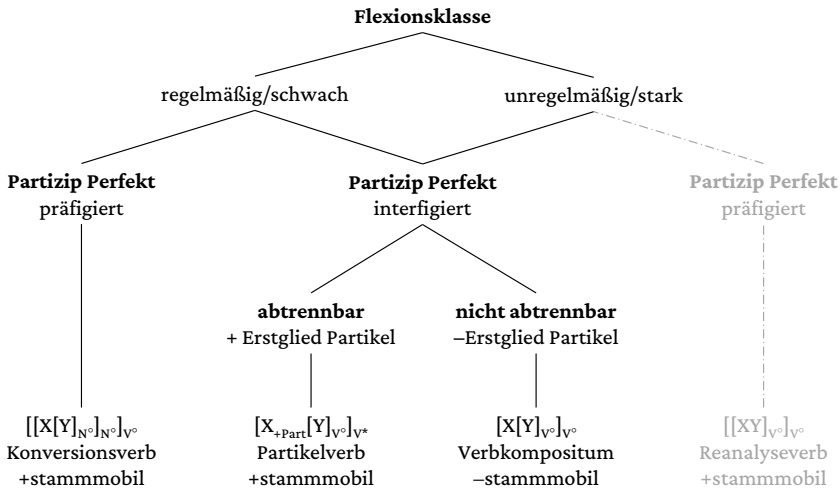 Flexionsklasse
regelmäßig/schwach
unregelmäßig/stark
Partizip Perfekt
präfigiert
Partizip Perfekt
interfigiert
Partizip Perfekt
präfigiert
abtrennbar
+ Erstglied Partikel
nicht abtrennbar
–Erstglied Partikel
[[X[Y]N°]N°]V°
Konversionsverb
+stammmobil
[X+Part[Y]V°]V*
Partikelverb
+stammmobil
[X[Y]V°]V°
Verbkompositum
–stammmobil
[[XY]V°]V°
Reanalyseverb
+stammmobil